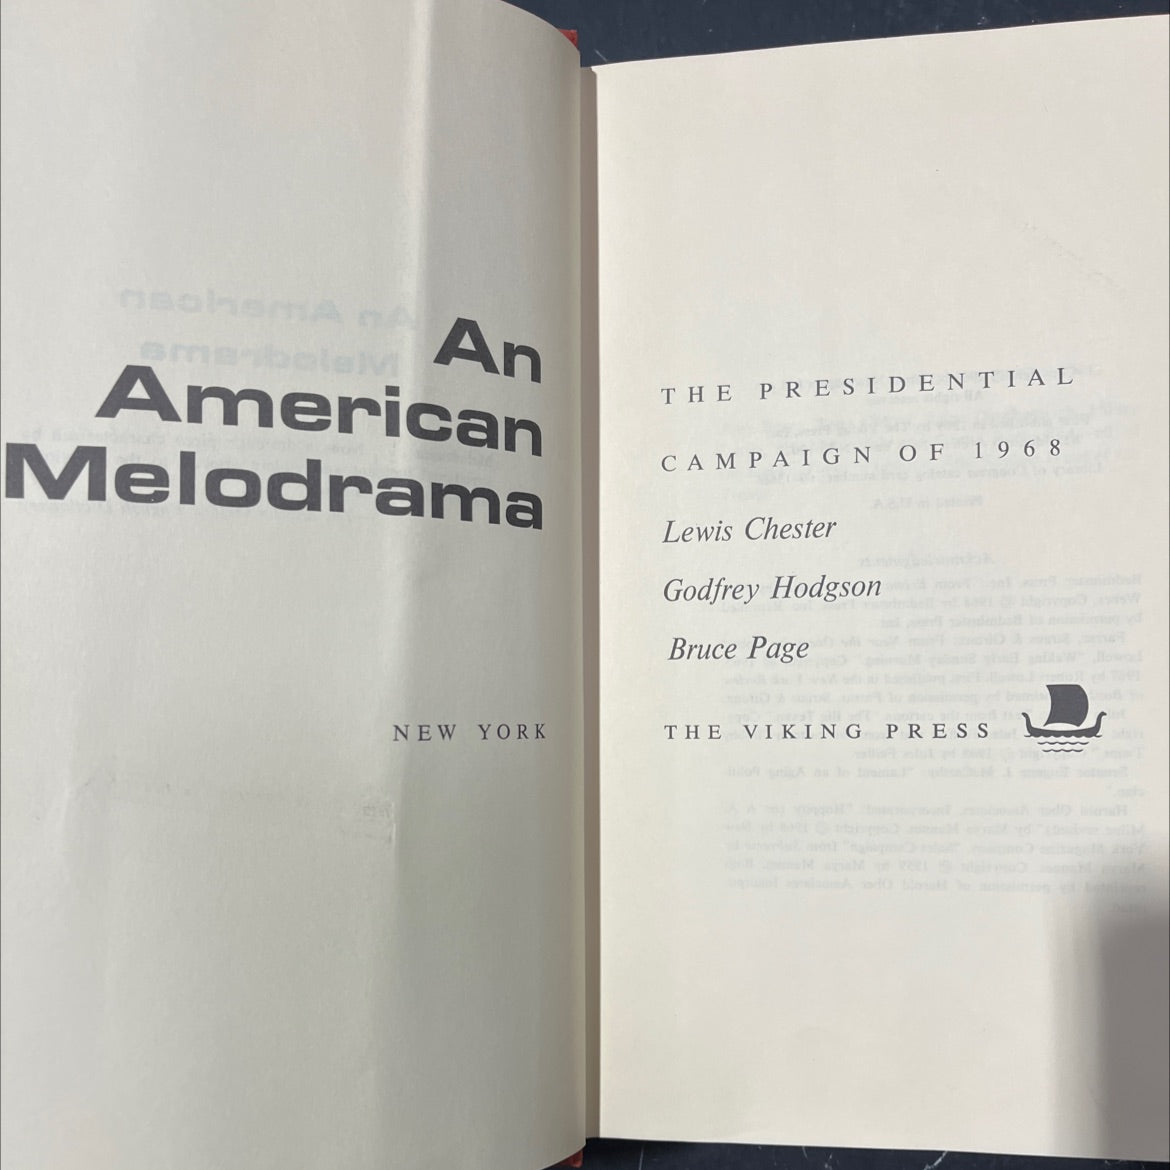 An
American
Melodrama
NEW YORK
THE PRESIDENTIAL
CAMPAIGN OF 1968
Lewis Chester
Godfrey Hodgson
Bruce Page
THE VIKING PRESS